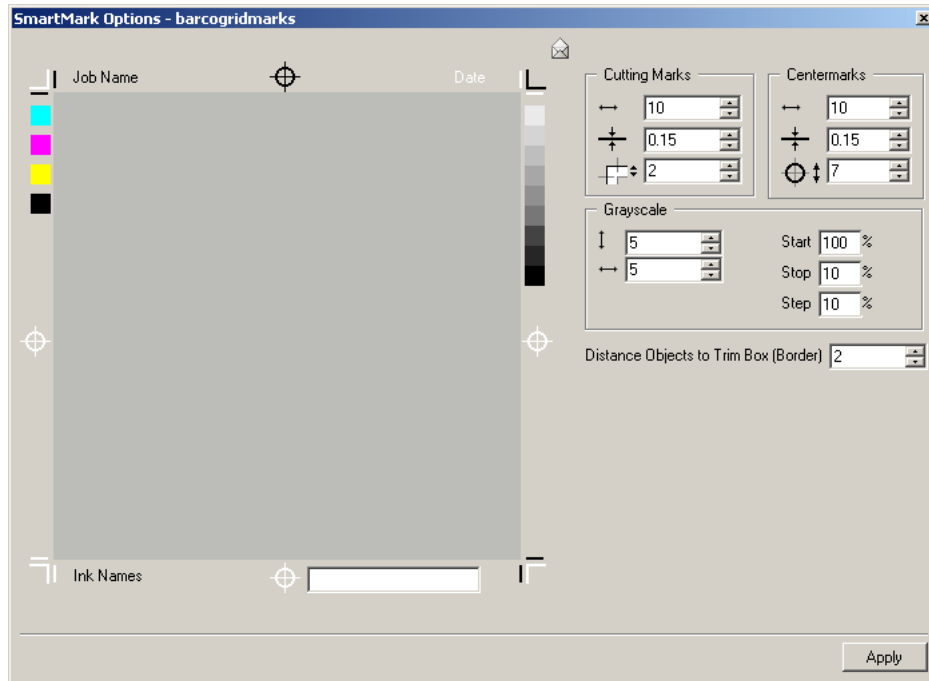 SmartMark Options - barcogridmarks
Job Name
Date
Cutting Marks
10
0.15
2
Centermarks
10
0.15
7
Grayscale
5
5
Start 100 %
Stop 10 %
Step 10 %
Distance Objects to Trim Box (Border) 2
Ink Names
Apply